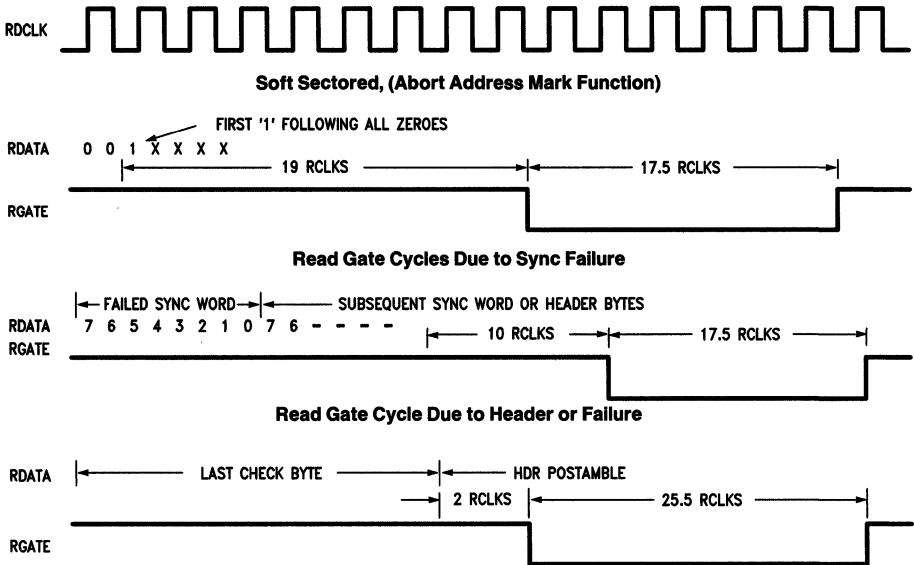 RDCLK
Soft Sectored, (Abort Address Mark Function)
FIRST '1' FOLLOWING ALL ZEROES
RDATA 0 0 1 X X X X
19 RCLKS 17.5 RCLKS
RGATE
Read Gate Cycles Due to Sync Failure
FAILED SYNC WORD SUBSEQUENT SYNC WORD OR HEADER BYTES
RDATA 7 6 5 4 3 2 1 0 7 6 - - - -
10 RCLKS 17.5 RCLKS
RGATE
Read Gate Cycle Due to Header or Failure
RDATA LAST CHECK BYTE HDR POSTAMBLE
2 RCLKS 25.5 RCLKS
RGATE